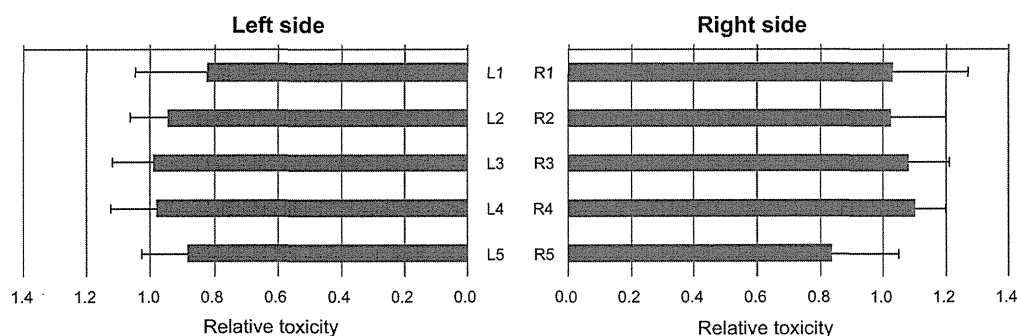 Left side
Right side
L1
R1
L2
R2
L3
R3
L4
R4
L5
R5
1.4 1.2 1.0 0.8 0.6 0.4 0.2 0.0
0.0 0.2 0.4 0.6 0.8 1.0 1.2 1.4
Relative toxicity
Relative toxicity